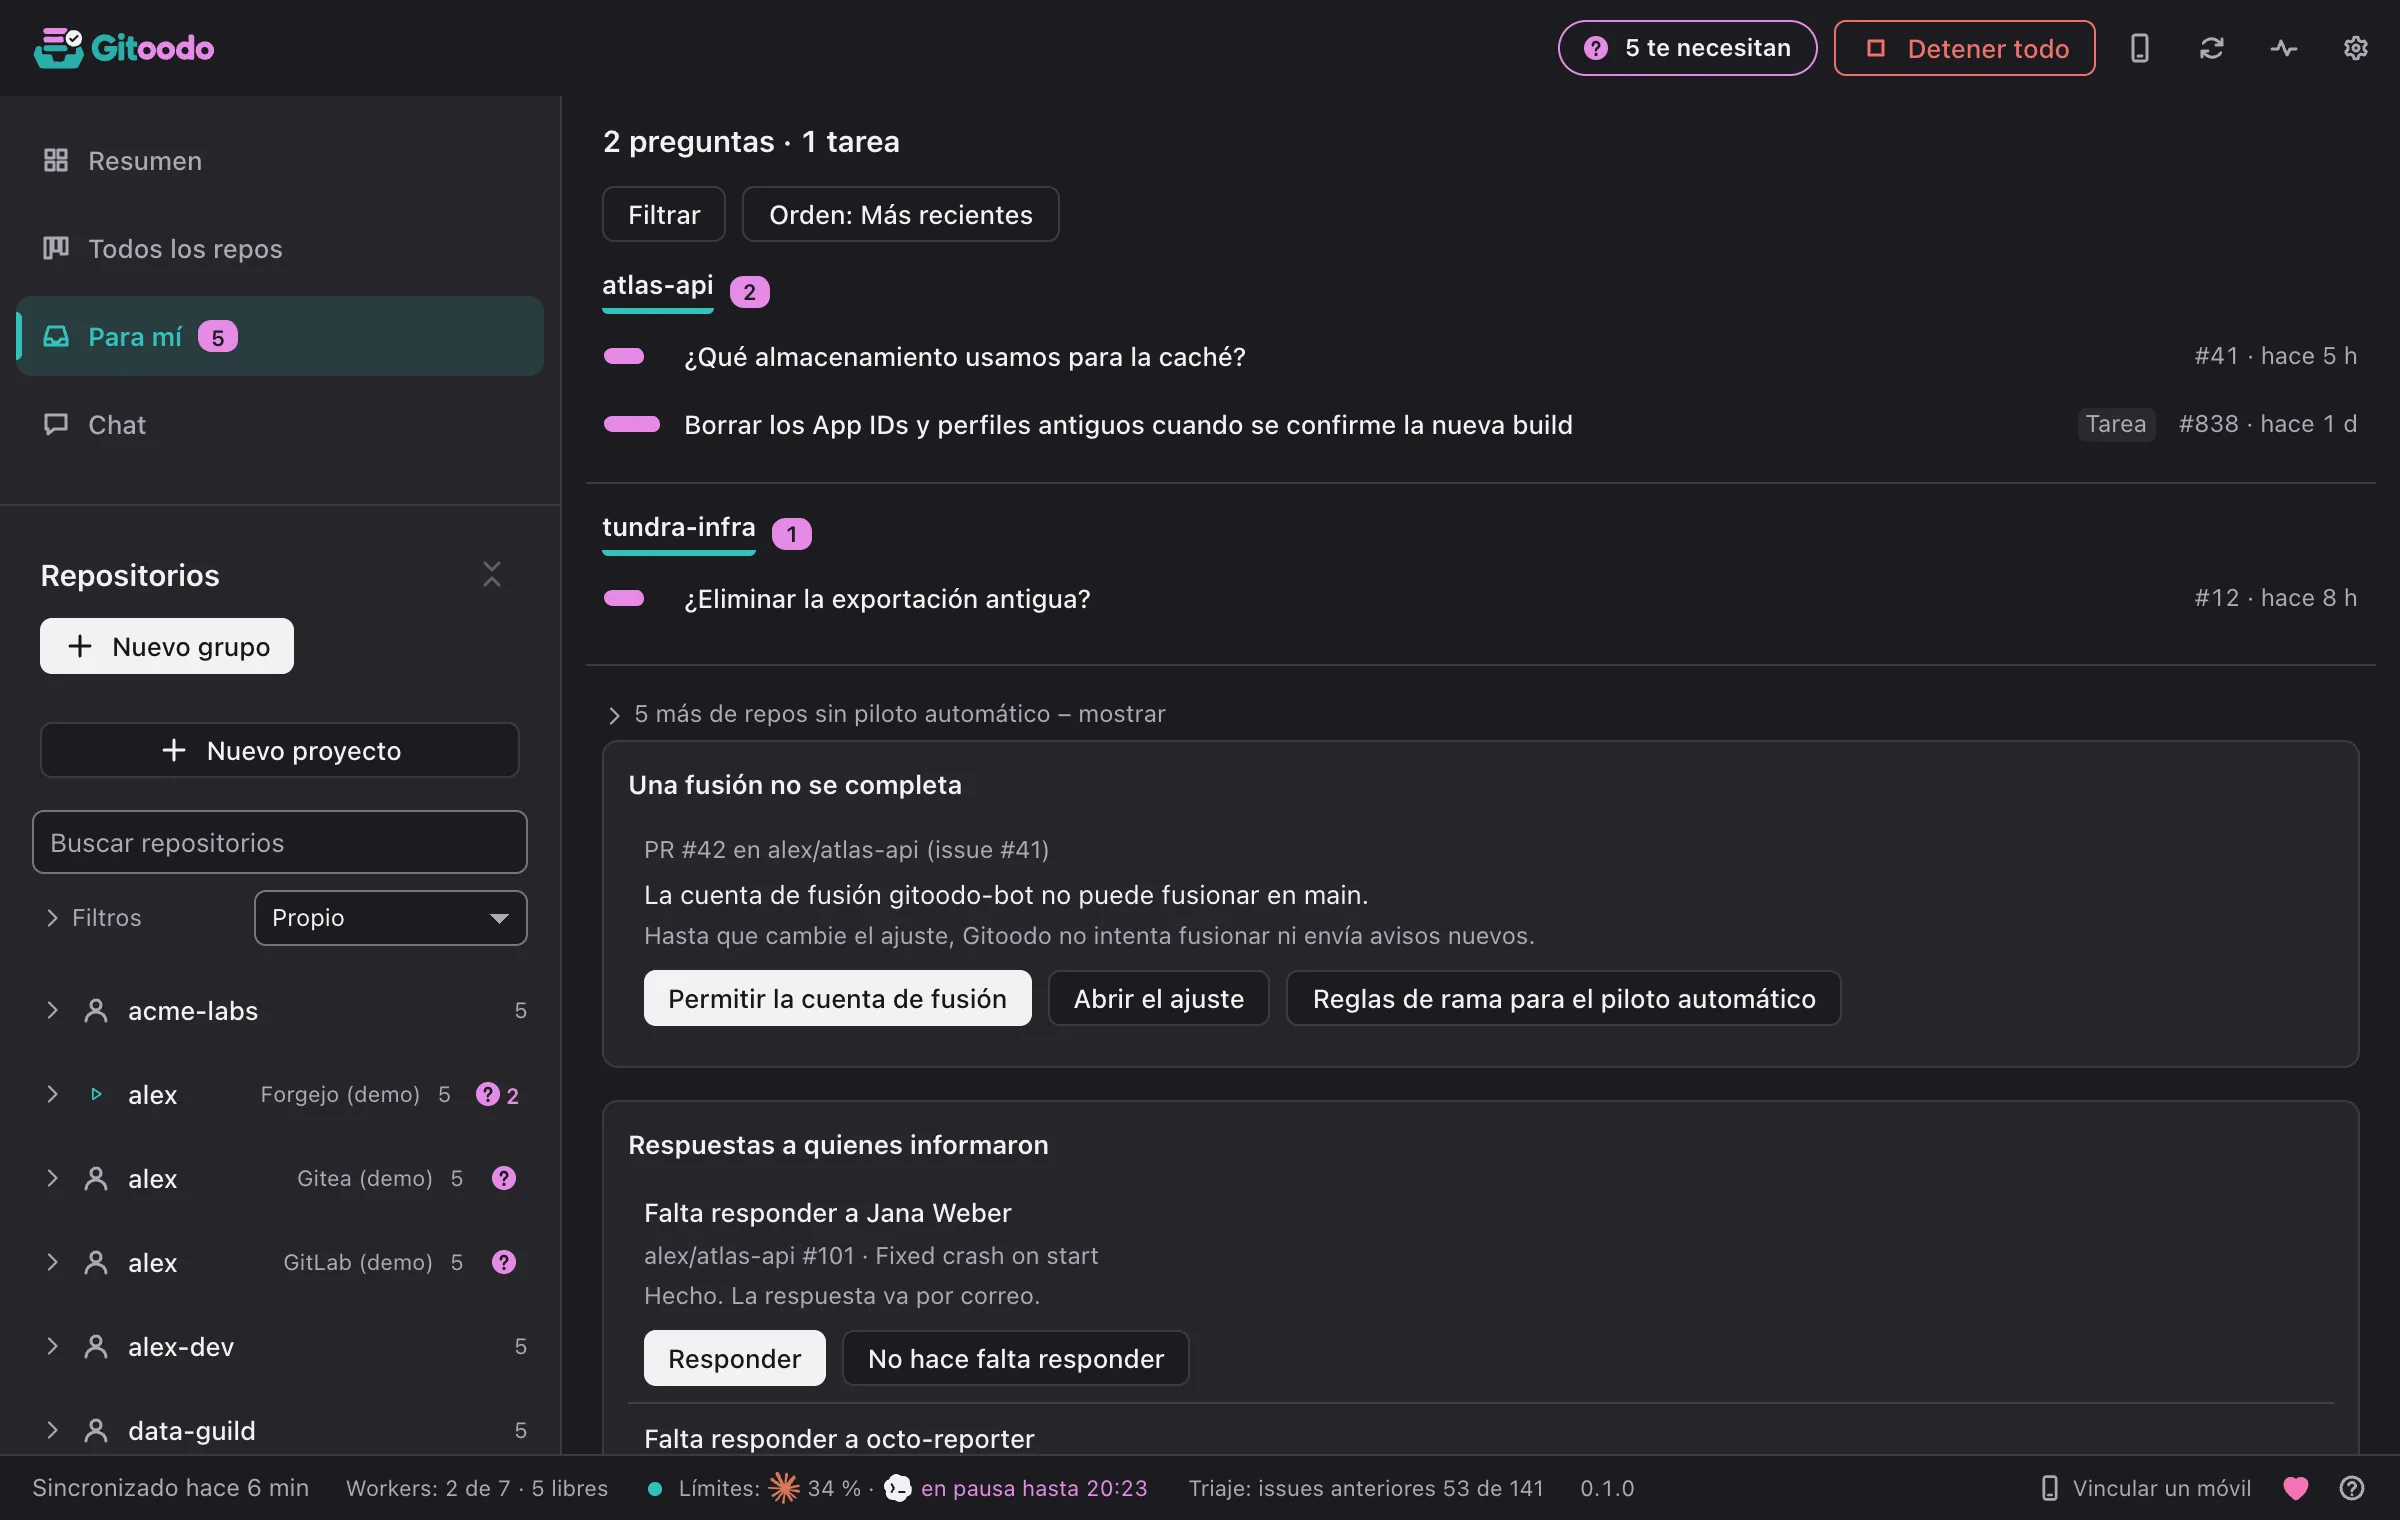 Gitoodo
5 te necesitan
Detener todo
Resumen
Todos los repos
Para mí 5
Chat
Repositorios
Nuevo grupo
Nuevo proyecto
Buscar repositorios
Filtros
Propio
acme-labs 5
alex Forgejo (demo) 5 ? 2
alex Gitea (demo) 5 ?
alex GitLab (demo) 5 ?
alex-dev 5
data-guild 5
2 preguntas · 1 tarea
Filtrar
Orden: Más recientes
atlas-api 2
¿Qué almacenamiento usamos para la caché? #41 · hace 5 h
Borrar los App IDs y perfiles antiguos cuando se confirme la nueva build Tarea #838 · hace 1 d
tundra-infra 1
¿Eliminar la exportación antigua? #12 · hace 8 h
5 más de repos sin piloto automático – mostrar
Una fusión no se completa
PR #42 en alex/atlas-api (issue #41)
La cuenta de fusión gitoodo-bot no puede fusionar en main.
Hasta que cambie el ajuste, Gitoodo no intenta fusionar ni envía avisos nuevos.
Permitir la cuenta de fusión
Abrir el ajuste
Reglas de rama para el piloto automático
Respuestas a quienes informaron
Falta responder a Jana Weber
alex/atlas-api #101 · Fixed crash on start
Hecho. La respuesta va por correo.
Responder
No hace falta responder
Falta responder a octo-reporter
Sincronizado hace 6 min
Workers: 2 de 7 · 5 libres
Límites: 34 % · en pausa hasta 20:23
Triaje: issues anteriores 53 de 141
0.1.0
Vincular un móvil